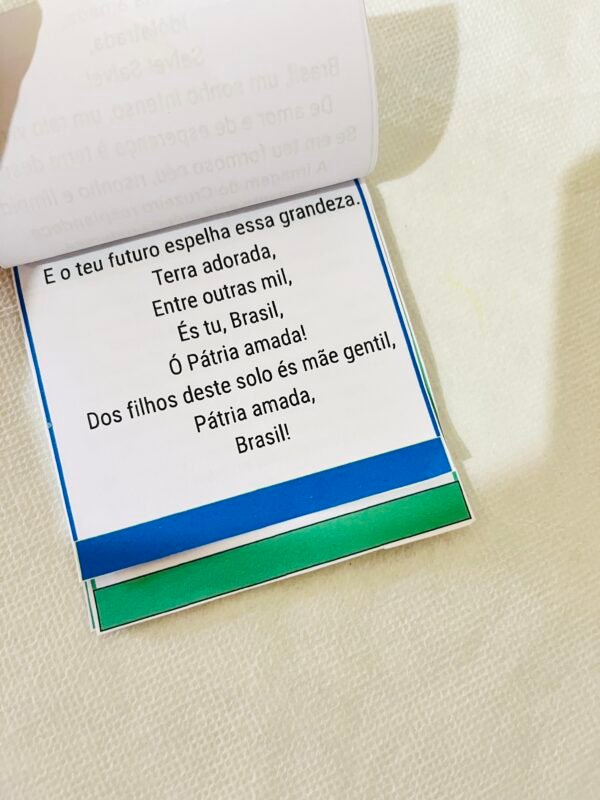 E o teu futuro espelha essa grandeza.
Terra adorada,
Entre outras mil,
És tu, Brasil,
Ó Pátria amada!
Dos filhos deste solo és mãe gentil,
Pátria amada,
Brasil!